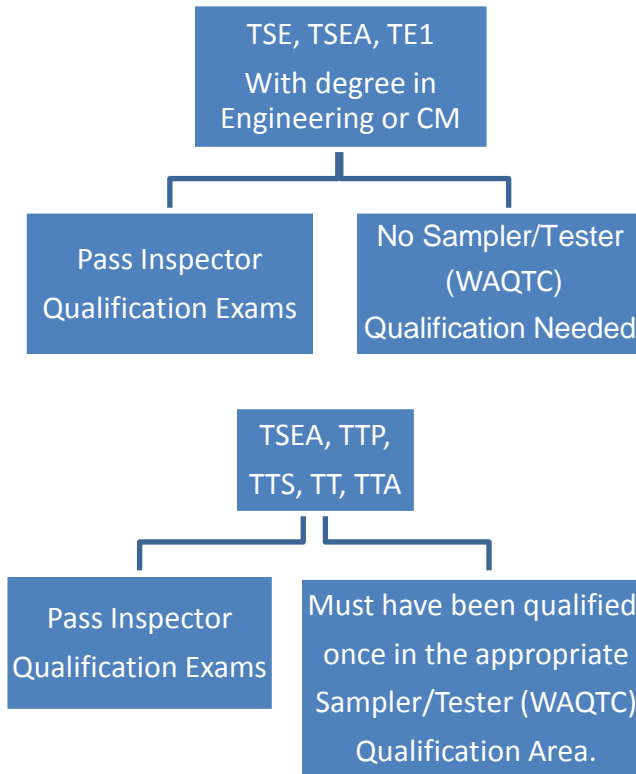 TSE, TSEA, TE1
With degree in
Engineering or CM
Pass Inspector
Qualification Exams
No Sampler/Tester
(WAQTC)
Qualification Needed
TSEA, TTP,
TTS, TT, TTA
Pass Inspector
Qualification Exams
Must have been qualified
once in the appropriate
Sampler/Tester (WAQTC)
Qualification Area.